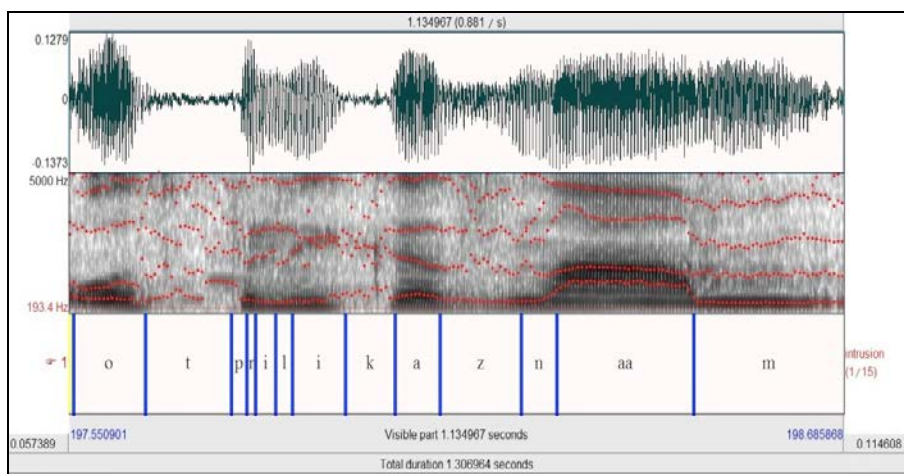 1.134967 (0.881 / s)
0.1279
0
-0.1373
5000 Hz
193.4 Hz
☞ 1 o t p r i l i k a z n aa m intrusion
(1/15)
197.550901 Visible part 1.134967 seconds 198.685868
0.057389 0.114608
Total duration 1.306964 seconds